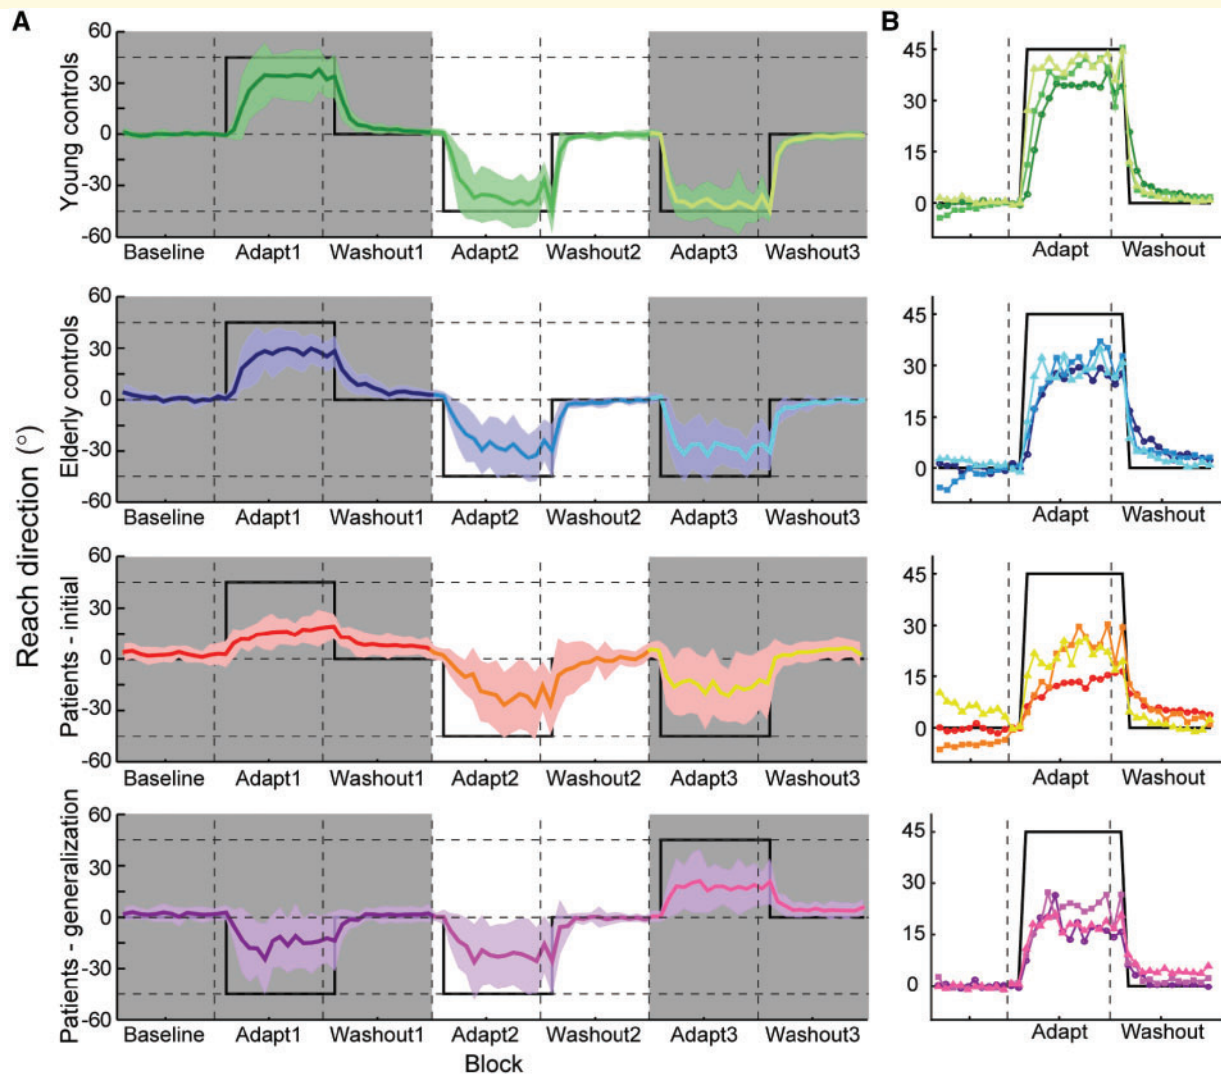 A
B
Reach direction (°)
Young controls
60
30
0
-30
-60
Baseline Adapt1 Washout1 Adapt2 Washout2 Adapt3 Washout3
45
30
15
0
Adapt Washout
Elderly controls
60
30
0
-30
-60
Baseline Adapt1 Washout1 Adapt2 Washout2 Adapt3 Washout3
45
30
15
0
Adapt Washout
Patients - initial
60
30
0
-30
-60
Baseline Adapt1 Washout1 Adapt2 Washout2 Adapt3 Washout3
45
30
15
0
Adapt Washout
Patients - generalization
60
30
0
-30
-60
Baseline Adapt1 Washout1 Adapt2 Washout2 Adapt3 Washout3
45
30
15
0
Adapt Washout
Block